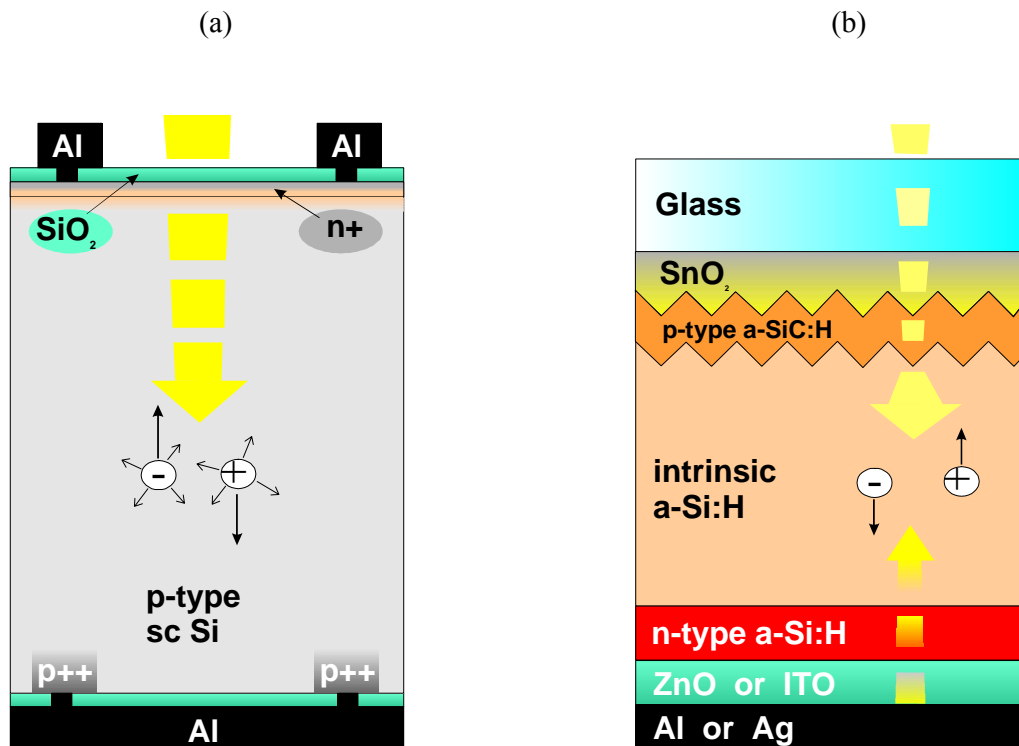 (a)
Al
Al
SiO₂
n+
-
+
p-type
sc Si
p++
p++
Al
(b)
Glass
SnO₂
p-type a-SiC:H
intrinsic
a-Si:H
-
+
n-type a-Si:H
ZnO or ITO
Al or Ag